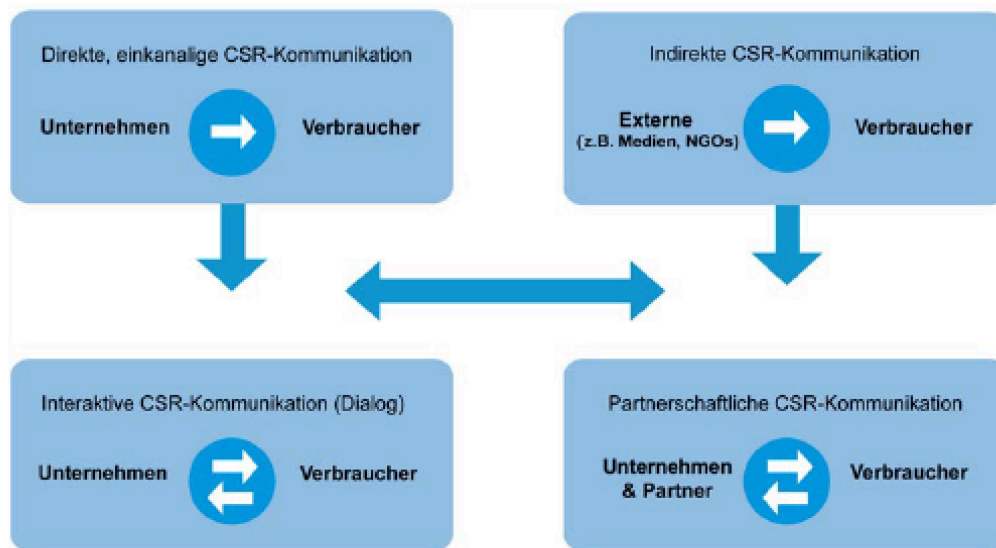 Direkte, einkanalige CSR-Kommunikation
Unternehmen Verbraucher
Indirekte CSR-Kommunikation
Externe
(z.B. Medien, NGOs)
Verbraucher
Interaktive CSR-Kommunikation (Dialog)
Unternehmen Verbraucher
Partnerschaftliche CSR-Kommunikation
Unternehmen
& Partner
Verbraucher